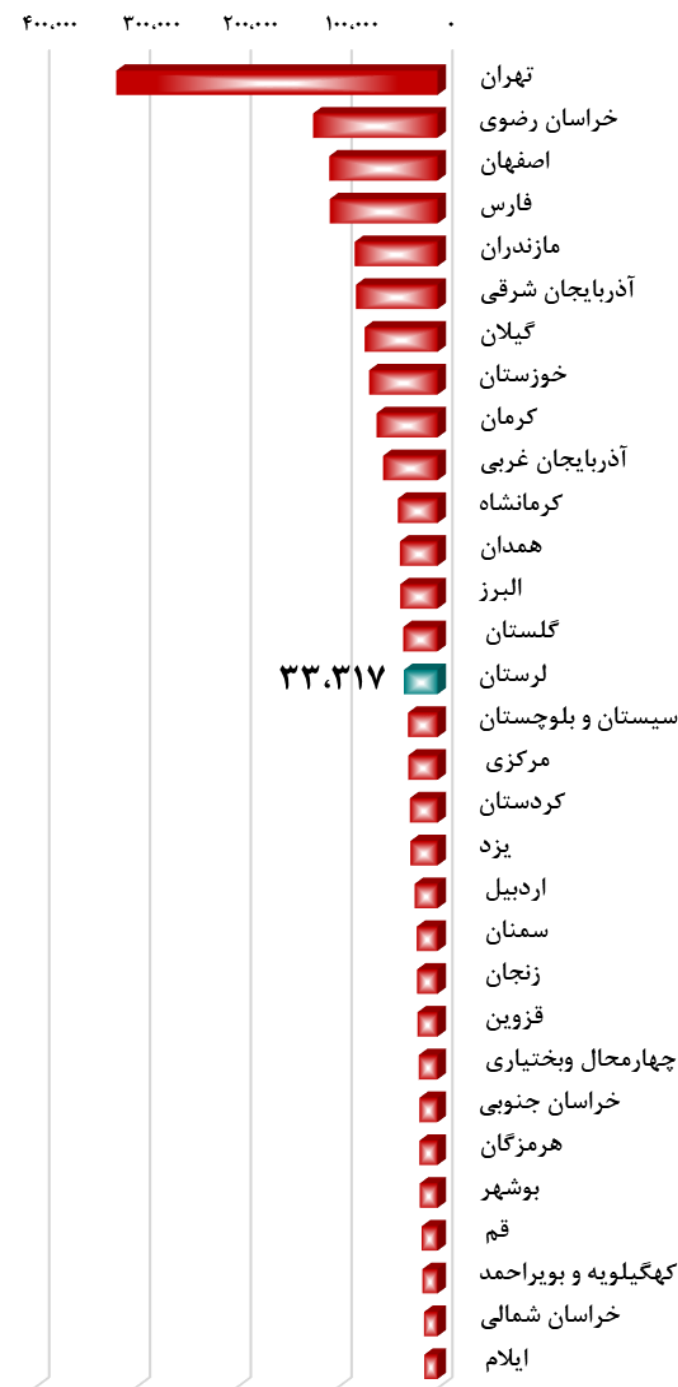 ۴۰۰،۰۰۰ ۳۰۰،۰۰۰ ۲۰۰،۰۰۰ ۱۰۰،۰۰۰ ۰
تهران
خراسان رضوی
اصفهان
فارس
مازندران
آذربایجان شرقی
گیلان
خوزستان
کرمان
آذربایجان غربی
کرمانشاه
همدان
البرز
گلستان
لرستان ۳۳،۳۱۷
سیستان و بلوچستان
مرکزی
کردستان
یزد
اردبیل
سمنان
زنجان
قزوین
چهارمحال وبختیاری
خراسان جنوبی
هرمزگان
بوشهر
قم
کهگیلویه و بویراحمد
خراسان شمالی
ایلام